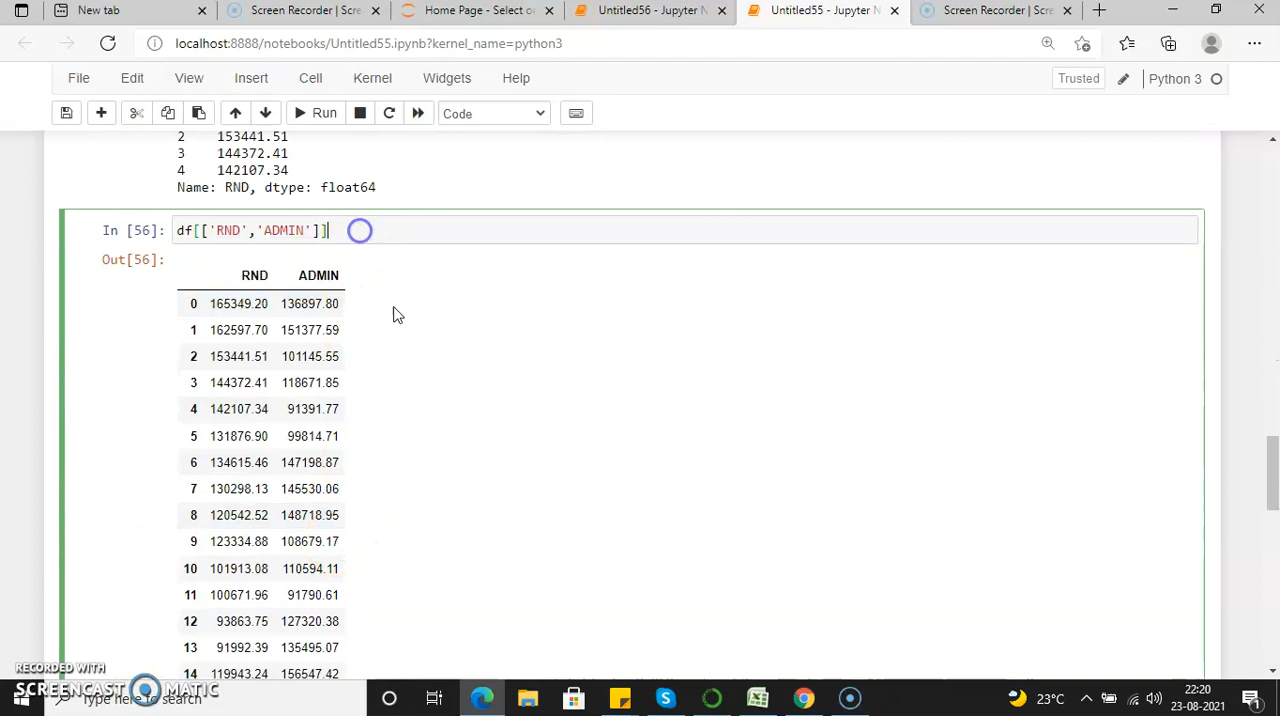 New tab
Screen Recorder | Scre
Home Page - Select o
Untitled56 - Jupyter N
Untitled55 - Jupyter N
Screen Recorder | Scre
localhost:8888/notebooks/Untitled55.ipynb?kernel_name=python3
File Edit View Insert Cell Kernel Widgets Help
Trusted
Python 3
Run
Code
2 153441.51
3 144372.41
4 142107.34
Name: RND, dtype: float64
In [56]: df[['RND','ADMIN']]
Out[56]:
RND ADMIN
0 165349.20 136897.80
1 162597.70 151377.59
2 153441.51 101145.55
3 144372.41 118671.85
4 142107.34 91391.77
5 131876.90 99814.71
6 134615.46 147198.87
7 130298.13 145530.06
8 120542.52 148718.95
9 123334.88 108679.17
10 101913.08 110594.11
11 100671.96 91790.61
12 93863.75 127320.38
13 91992.39 135495.07
14 119943.24 156547.42
RECORDED WITH
SCREENCAST MATIC
Type here to search
23°C
22:20
23-08-2021
1